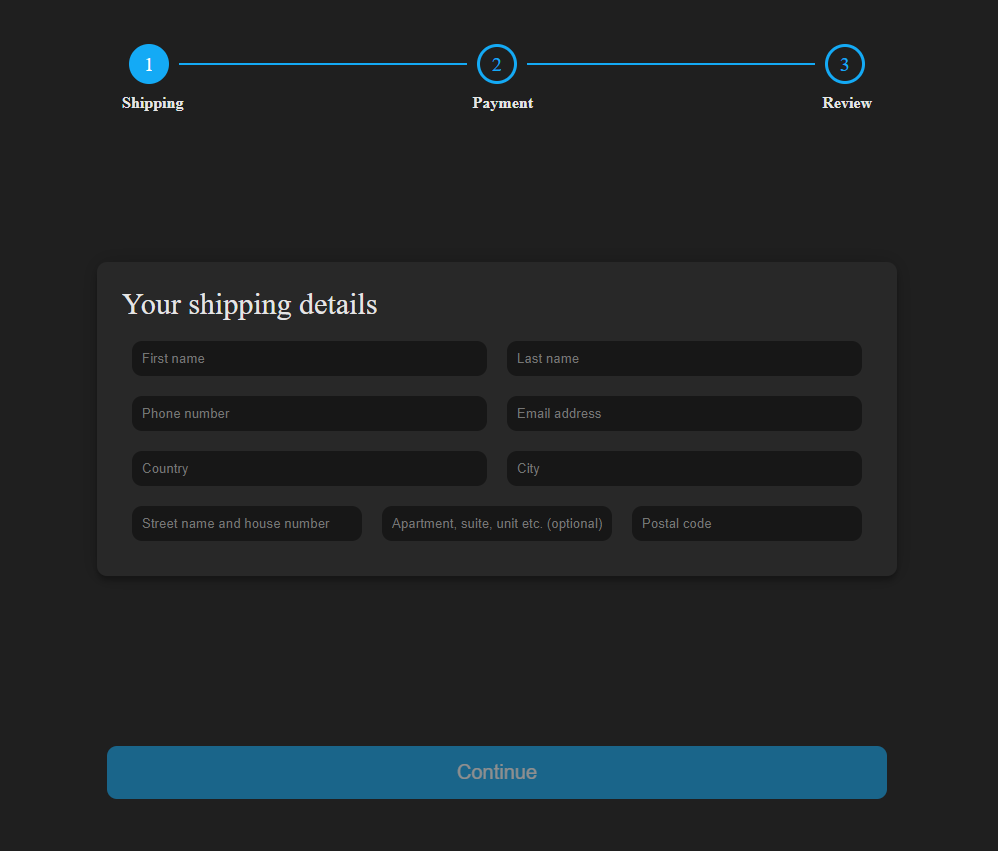 1 2 3
Shipping Payment Review
Your shipping details
First name Last name
Phone number Email address
Country City
Street name and house number Apartment, suite, unit etc. (optional) Postal code
Continue